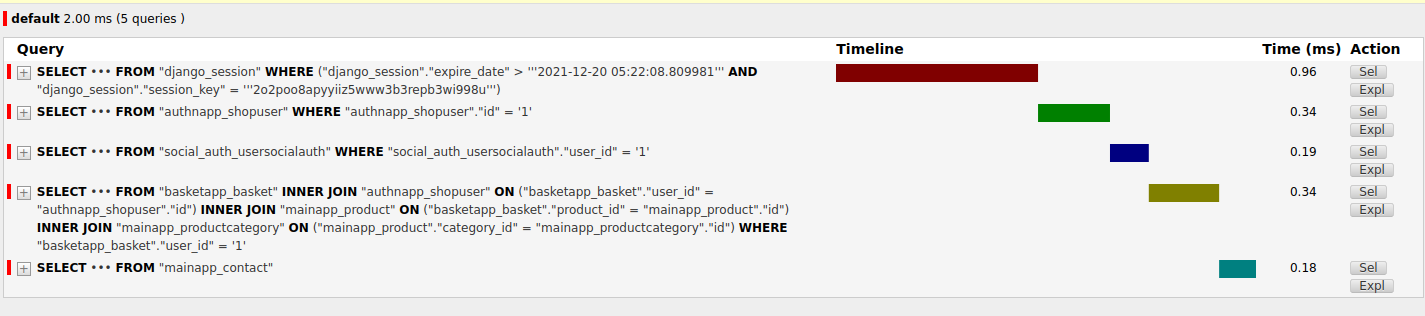 default 2.00 ms (5 queries )
Query Timeline Time (ms) Action
+ SELECT ••• FROM "django_session" WHERE ("django_session"."expire_date" > '''2021-12-20 05:22:08.809981''' AND 0.96 Sel
"django_session"."session_key" = '''2o2poo8apyyiiz5www3b3repb3wi998u''') Expl
+ SELECT ••• FROM "authnapp_shopuser" WHERE "authnapp_shopuser"."id" = '1' 0.34 Sel
Expl
+ SELECT ••• FROM "social_auth_usersocialauth" WHERE "social_auth_usersocialauth"."user_id" = '1' 0.19 Sel
Expl
+ SELECT ••• FROM "basketapp_basket" INNER JOIN "authnapp_shopuser" ON ("basketapp_basket"."user_id" = 0.34 Sel
"authnapp_shopuser"."id") INNER JOIN "mainapp_product" ON ("basketapp_basket"."product_id" = "mainapp_product"."id") Expl
INNER JOIN "mainapp_productcategory" ON ("mainapp_product"."category_id" = "mainapp_productcategory"."id") WHERE
"basketapp_basket"."user_id" = '1'
+ SELECT ••• FROM "mainapp_contact" 0.18 Sel
Expl